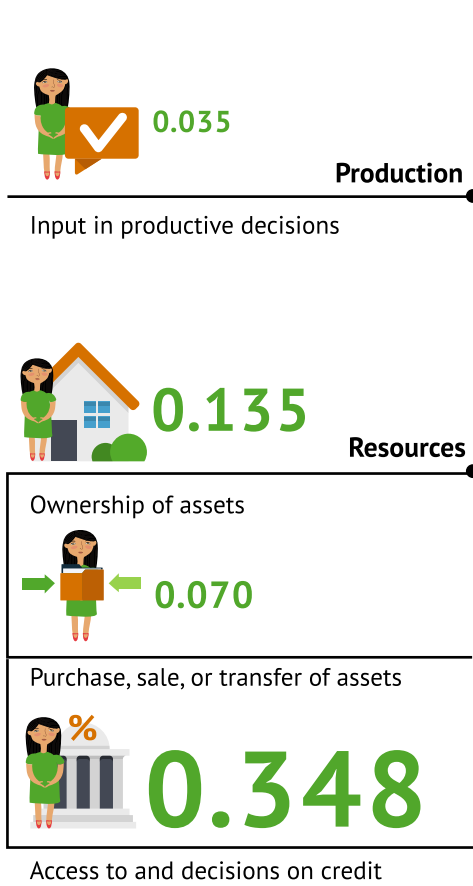 0.035
Production
Input in productive decisions
0.135
Resources
Ownership of assets
0.070
Purchase, sale, or transfer of assets
%
0.348
Access to and decisions on credit